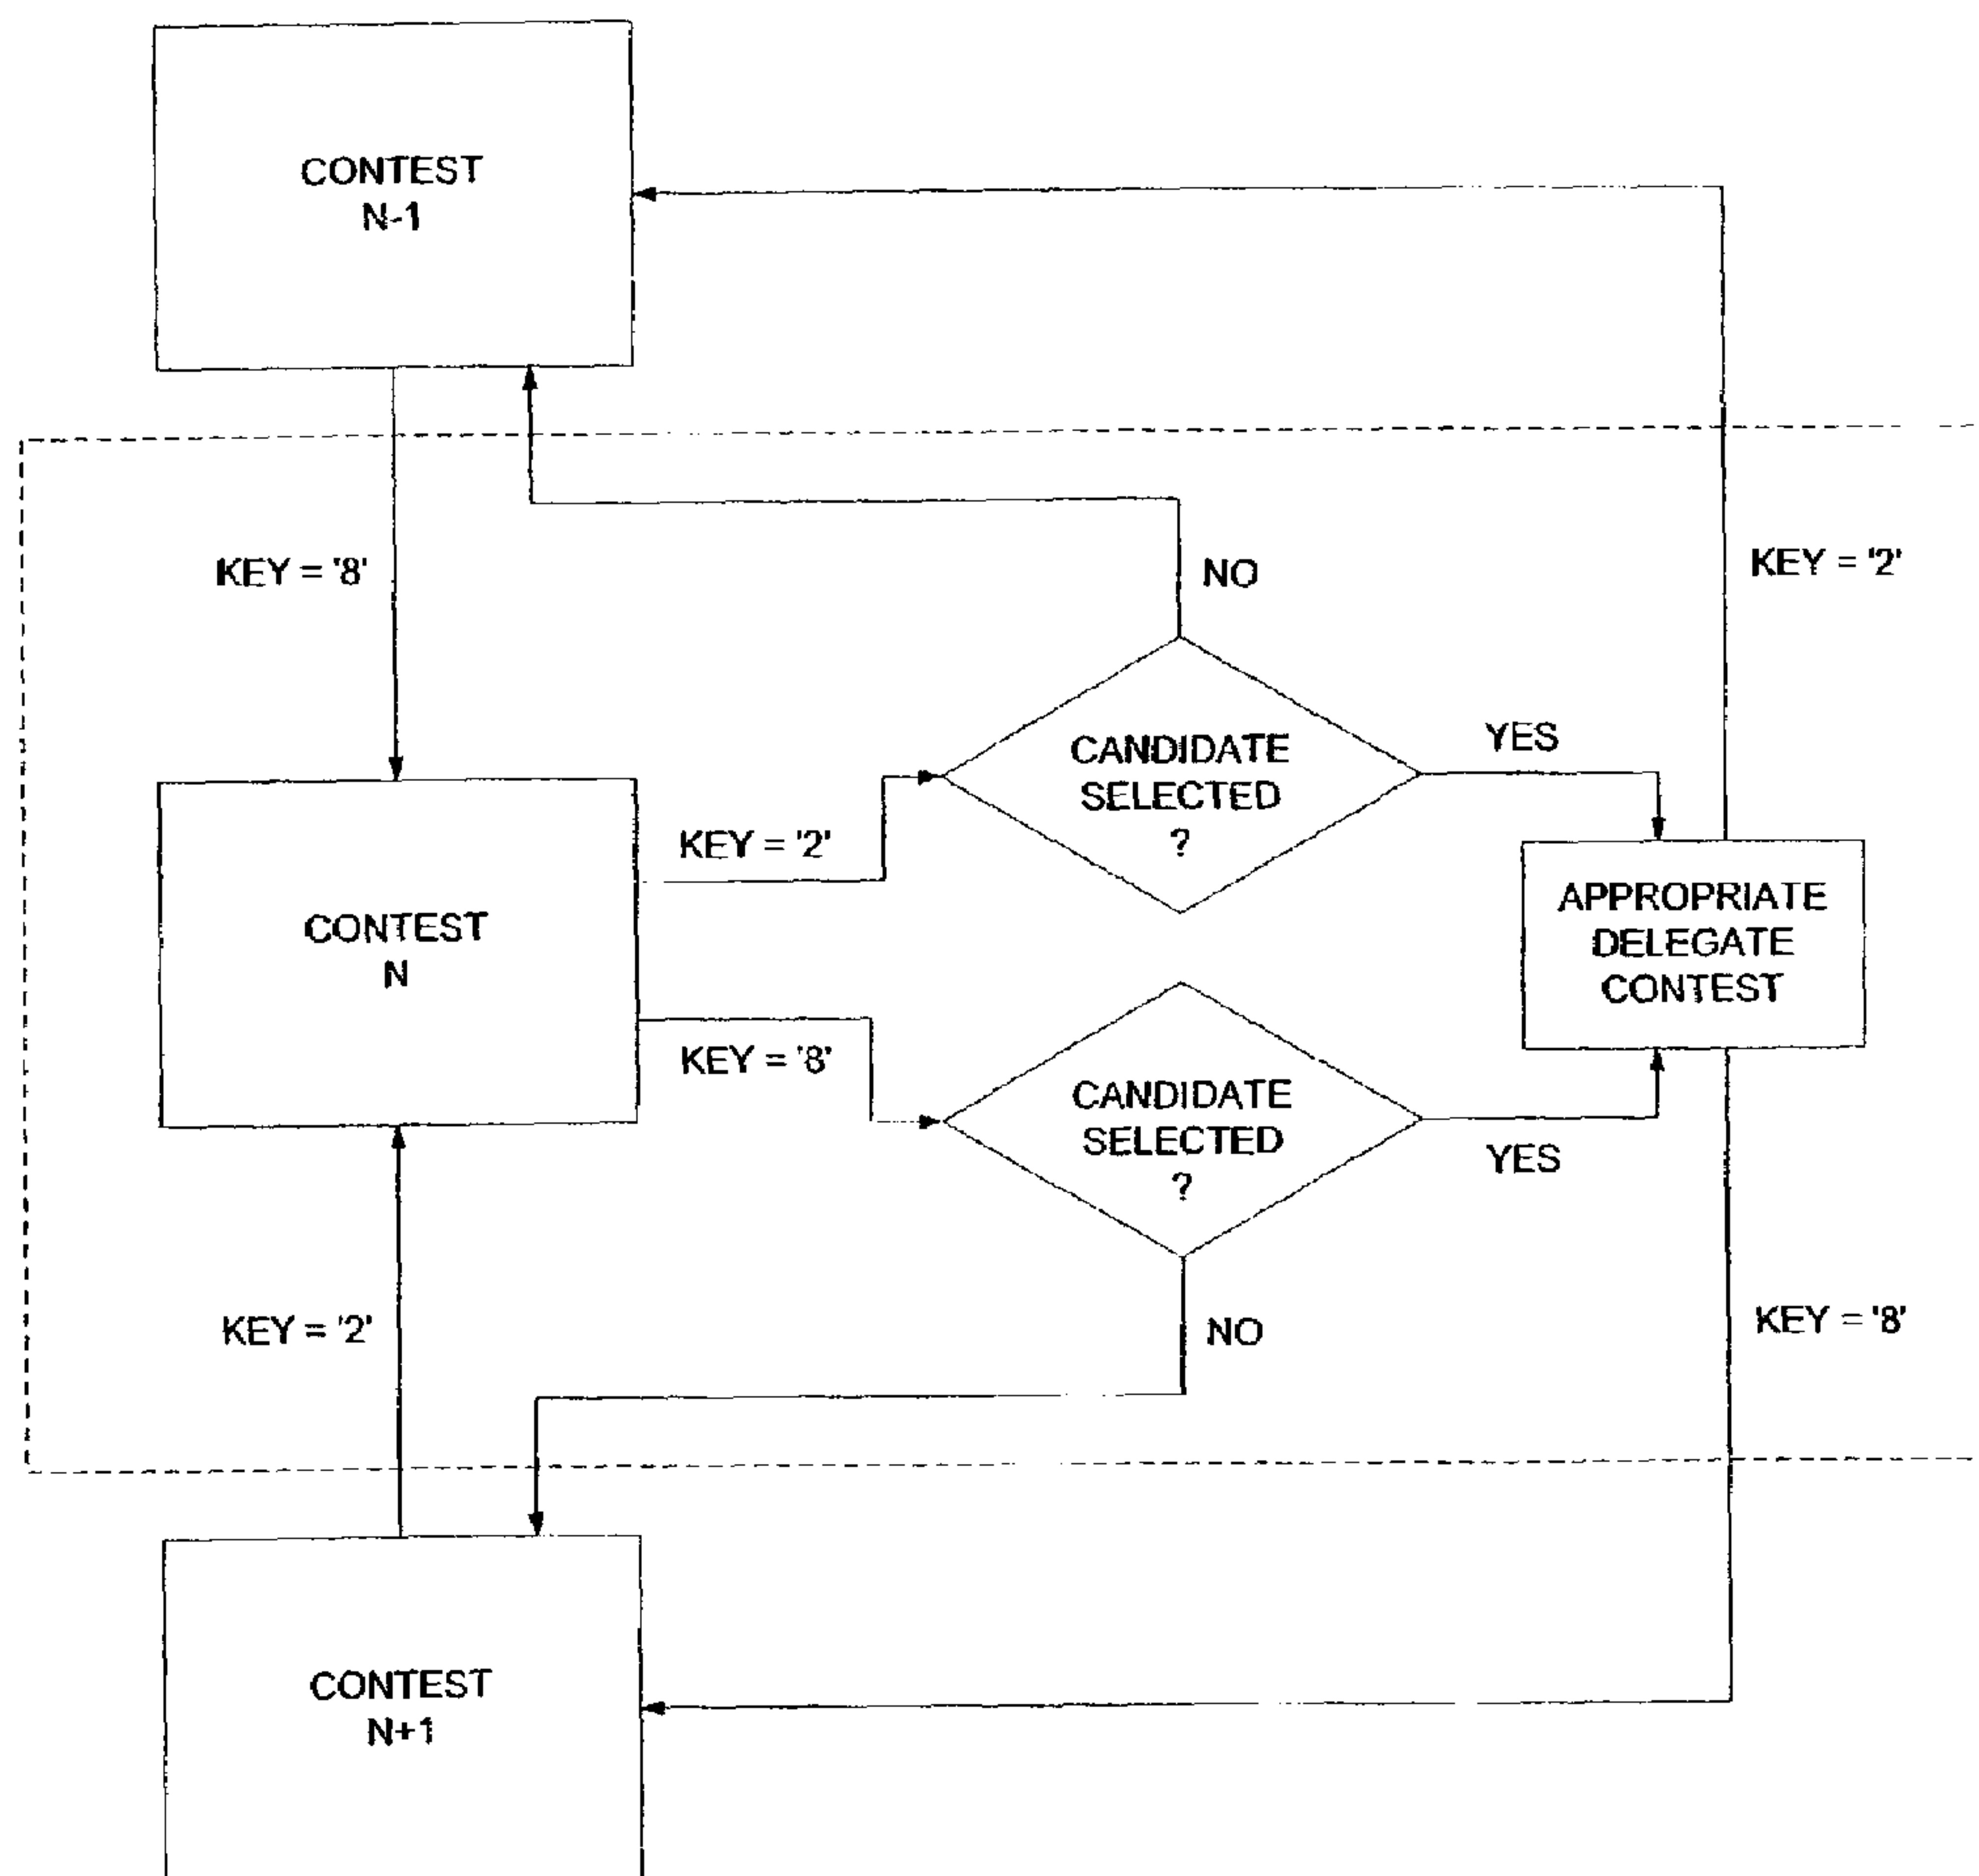 CONTEST
N-1
KEY = '8'
NO
KEY = '2'
CANDIDATE
SELECTED
?
YES
KEY = '2'
CONTEST
N
APPROPRIATE
DELEGATE
CONTEST
KEY = '8'
CANDIDATE
SELECTED
?
YES
KEY = '2'
NO
KEY = '8'
CONTEST
N+1